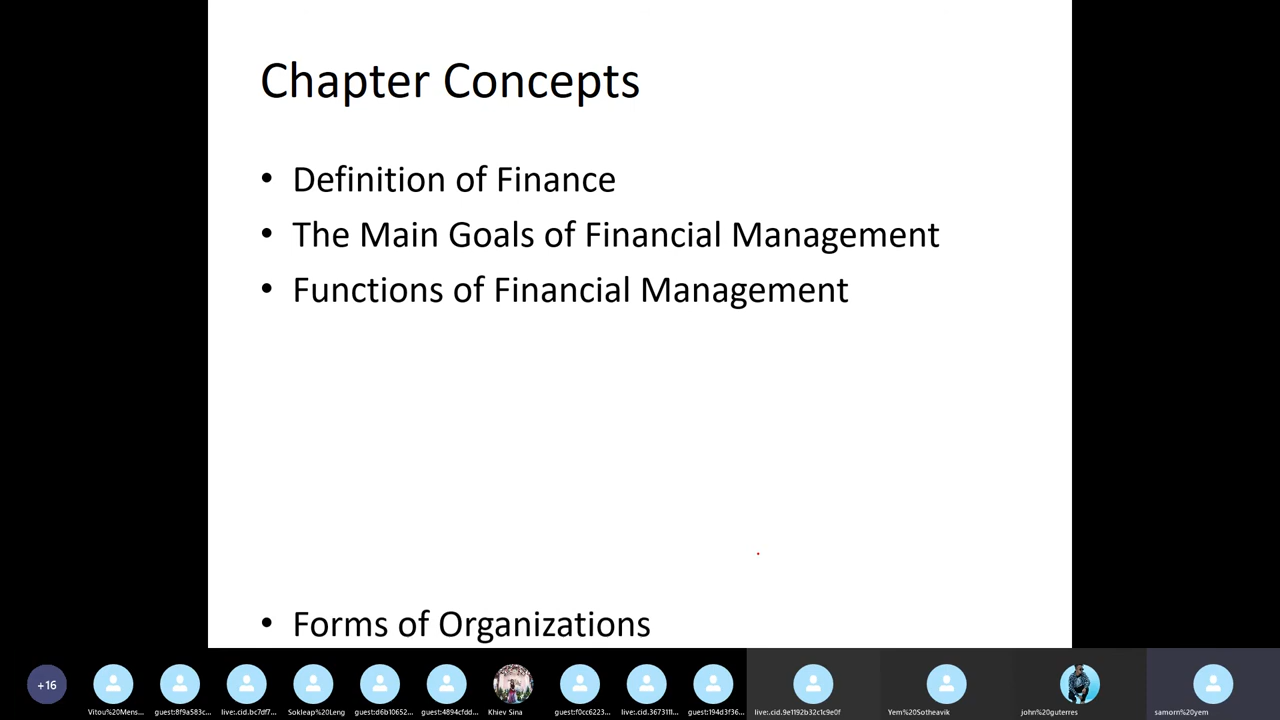 Chapter Concepts
• Definition of Finance
• The Main Goals of Financial Management
• Functions of Financial Management
• Forms of Organizations
+16
Vitou%20Mens...
guest:8f9a583c...
live:.cid.bc7df7...
Sokleap%20Leng
guest:d6b10652...
guest:4894cfdd...
Khiev Sina
guest:f0cc6223...
live:.cid.367311...
guest:194d3f36...
live:.cid.9e1192b32c1c9e0f
Yem%20Sotheavik
john%20guterres
samorn%20yem